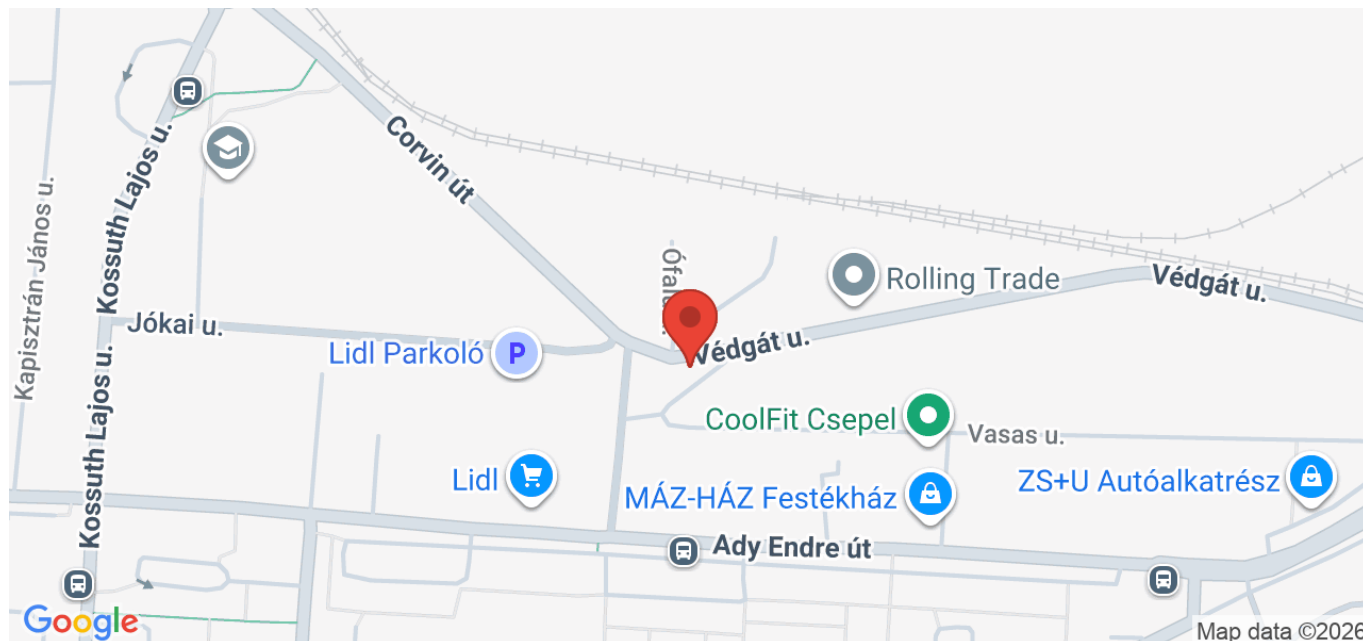 Kossuth Lajos u.
Corvin út
Kapisztrán János u.
Rolling Trade
Védgát u.
Jókai u.
Lidl Parkoló
P
Védgát u.
Kossuth Lajos u.
CoolFit Csepel
Vasas u.
Lidl
MÁZ-HÁZ Festékház
ZS+U Autóalkatrész
Ady Endre út
Google
Map data ©2026